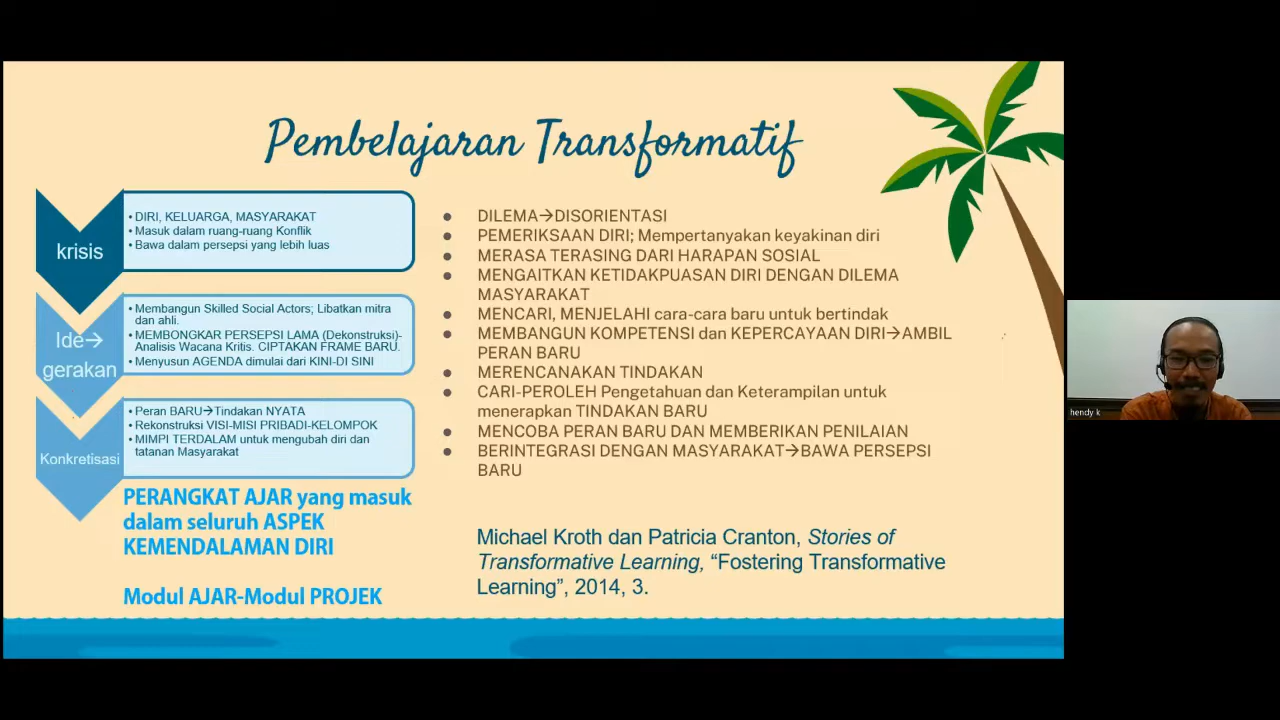 Pembelajaran Transformatif
krisis
• DIRI, KELUARGA, MASYARAKAT
• Masuk dalam ruang-ruang Konflik
• Bawa dalam persepsi yang lebih luas
Ide→
gerakan
• Membangun Skilled Social Actors; Libatkan mitra
dan ahli.
• MEMBONGKAR PERSEPSI LAMA (Dekonstruksi)-
Analisis Wacana Kritis. CIPTAKAN FRAME BARU.
• Menyusun AGENDA dimulai dari KINI-DI SINI
Konkretisasi
• Peran BARU→Tindakan NYATA
• Rekonstruksi VISI-MISI PRIBADI-KELOMPOK
• MIMPI TERDALAM untuk mengubah diri dan
tatanan Masyarakat
PERANGKAT AJAR yang masuk
dalam seluruh ASPEK
KEMENDALAMAN DIRI
Modul AJAR-Modul PROJEK
● DILEMA→DISORIENTASI
● PEMERIKSAAN DIRI; Mempertanyakan keyakinan diri
● MERASA TERASING DARI HARAPAN SOSIAL
● MENGAITKAN KETIDAKPUASAN DIRI DENGAN DILEMA
MASYARAKAT
● MENCARI, MENJELAHI cara-cara baru untuk bertindak
● MEMBANGUN KOMPETENSI dan KEPERCAYAAN DIRI→AMBIL
PERAN BARU
● MERENCANAKAN TINDAKAN
● CARI-PEROLEH Pengetahuan dan Keterampilan untuk
menerapkan TINDAKAN BARU
● MENCOBA PERAN BARU DAN MEMBERIKAN PENILAIAN
● BERINTEGRASI DENGAN MASYARAKAT→BAWA PERSEPSI
BARU
Michael Kroth dan Patricia Cranton, Stories of
Transformative Learning, “Fostering Transformative
Learning”, 2014, 3.
hendy k